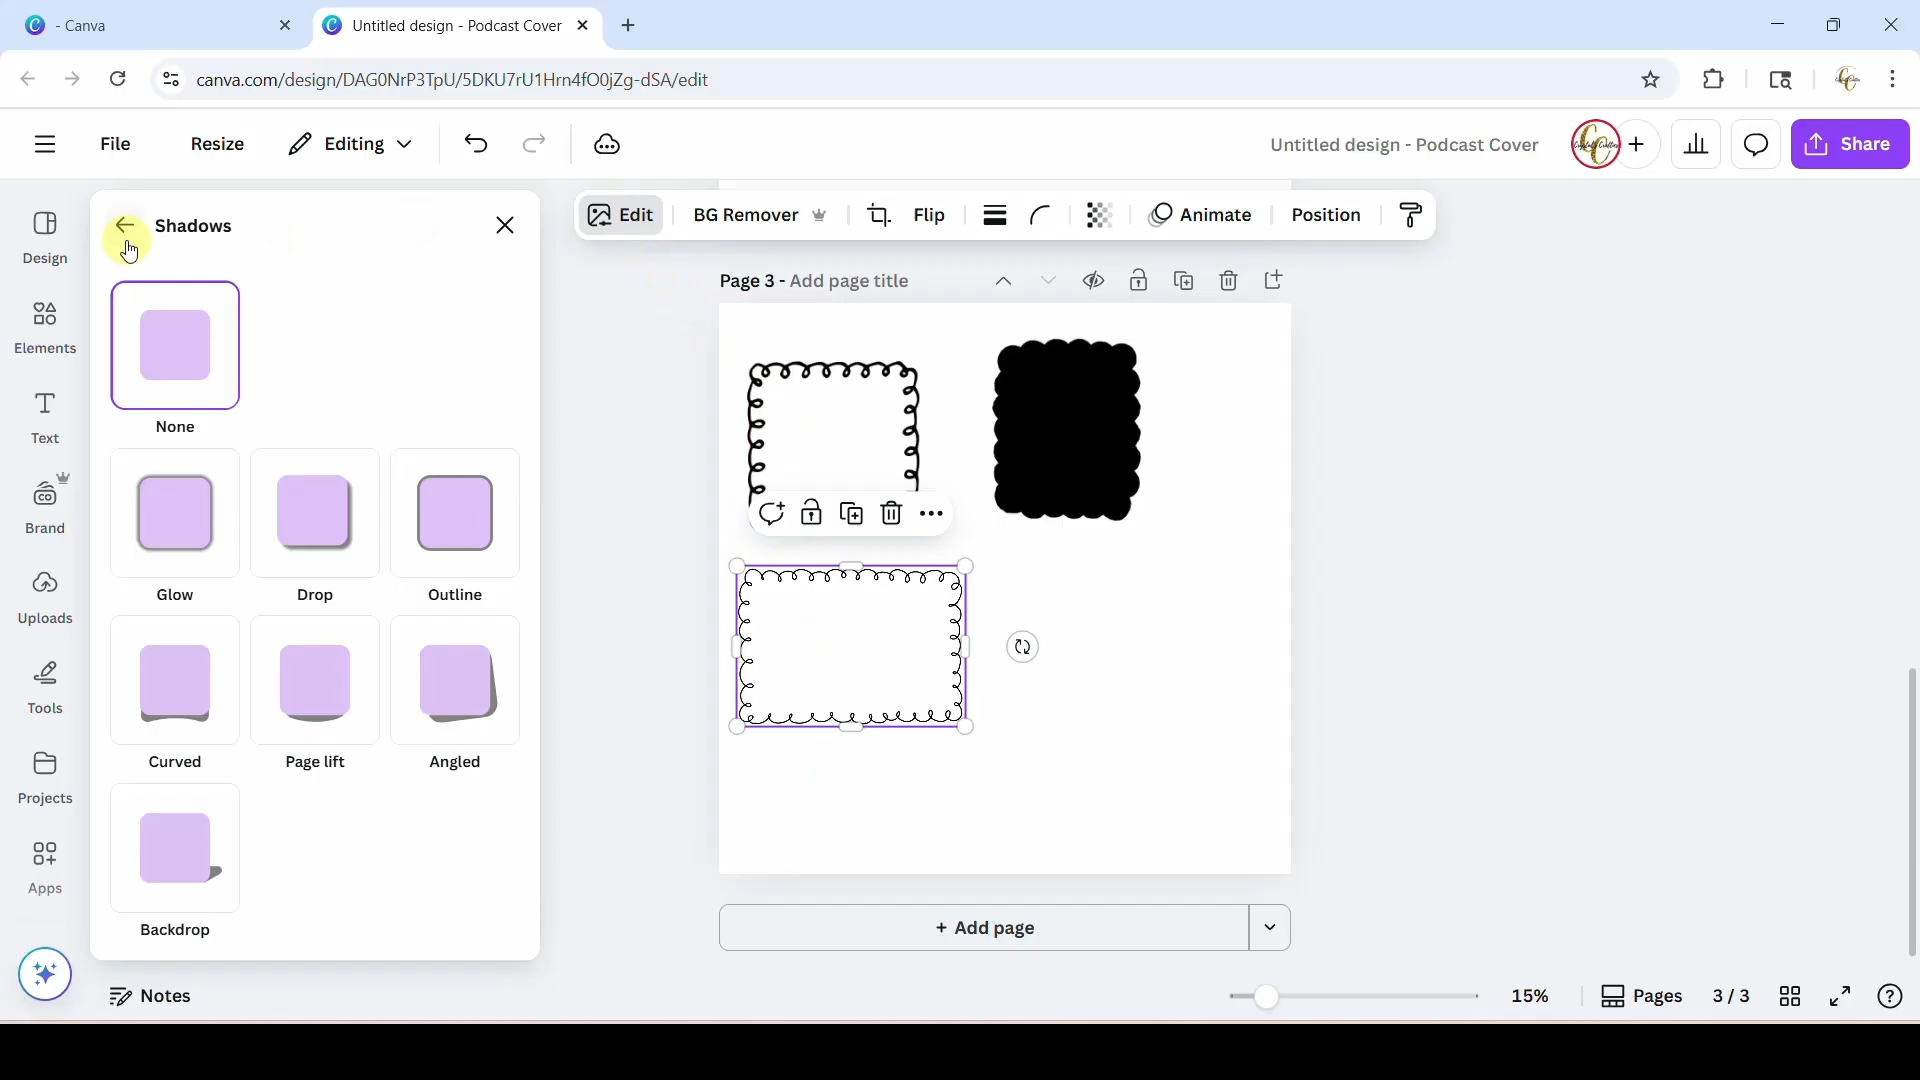 - Canva
Untitled design - Podcast Cover
canva.com/design/DAG0NrP3TpU/5DKU7rU1Hrn4fO0jZg-dSA/edit
File
Resize
Editing
Untitled design - Podcast Cover
Share
Design
Elements
Text
Brand
Uploads
Tools
Projects
Apps
Shadows
None
Glow
Drop
Outline
Curved
Page lift
Angled
Backdrop
Edit
BG Remover
Flip
Animate
Position
Page 3 - Add page title
+ Add page
Notes
15%
Pages
3 / 3